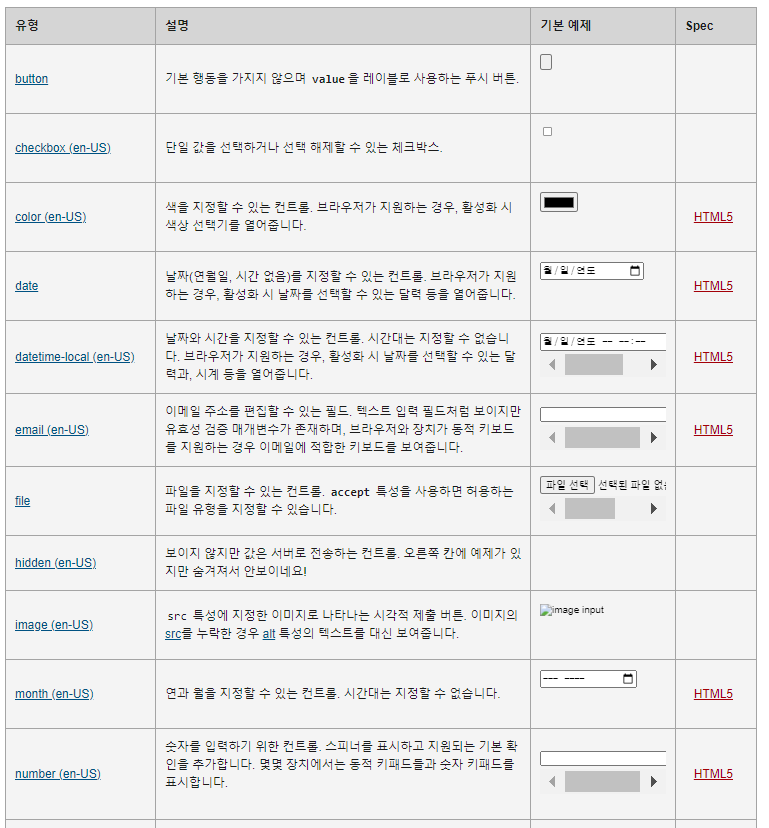 유형 설명 기본 예제 Spec
button 기본 행동을 가지지 않으며 value을 레이블로 사용하는 푸시 버튼.
checkbox (en-US) 단일 값을 선택하거나 선택 해제할 수 있는 체크박스.
색을 지정할 수 있는 컨트롤. 브라우저가 지원하는 경우, 활성화 시
color (en-US) HTML5
색상 선택기를 열어줍니다.
날짜(연월일, 시간 없음)를 지정할 수 있는 컨트롤. 브라우저가 지원 월/일/연도
date HTML5
하는 경우, 활성화 시 날짜를 선택할 수 있는 달력 등을 열어줍니다.
날짜와 시간을 지정할 수 있는 컨트롤. 시간대는 지정할 수 없습니 월/일/연도 -- --:--
datetime-local (en-US) 다. 브라우저가 지원하는 경우, 활성화 시 날짜를 선택할 수 있는 달 HTML5
력과, 시계 등을 열어줍니다.
이메일 주소를 편집할 수 있는 필드. 텍스트 입력 필드처럼 보이지만
email (en-US) 유효성 검증 매개변수가 존재하며, 브라우저와 장치가 동적 키보드 HTML5
를 지원하는 경우 이메일에 적합한 키보드를 보여줍니다.
파일을 지정할 수 있는 컨트롤. accept 특성을 사용하면 허용하는 파일 선택 선택된 파일
file
파일 유형을 지정할 수 있습니다.
보이지 않지만 값은 서버로 전송하는 컨트롤. 오른쪽 칸에 예제가 있
hidden (en-US)
지만 숨겨져서 안보이네요!
src 특성에 지정한 이미지로 나타나는 시각적 제출 버튼. 이미지의 image input
image (en-US)
src를 누락한 경우 alt 특성의 텍스트를 대신 보여줍니다.
--- ----
month (en-US) 연과 월을 지정할 수 있는 컨트롤. 시간대는 지정할 수 없습니다. HTML5
숫자를 입력하기 위한 컨트롤. 스피너를 표시하고 지원되는 기본 확
number (en-US) 인을 추가합니다. 몇몇 장치에서는 동적 키패드들과 숫자 키패드를 HTML5
표시합니다.